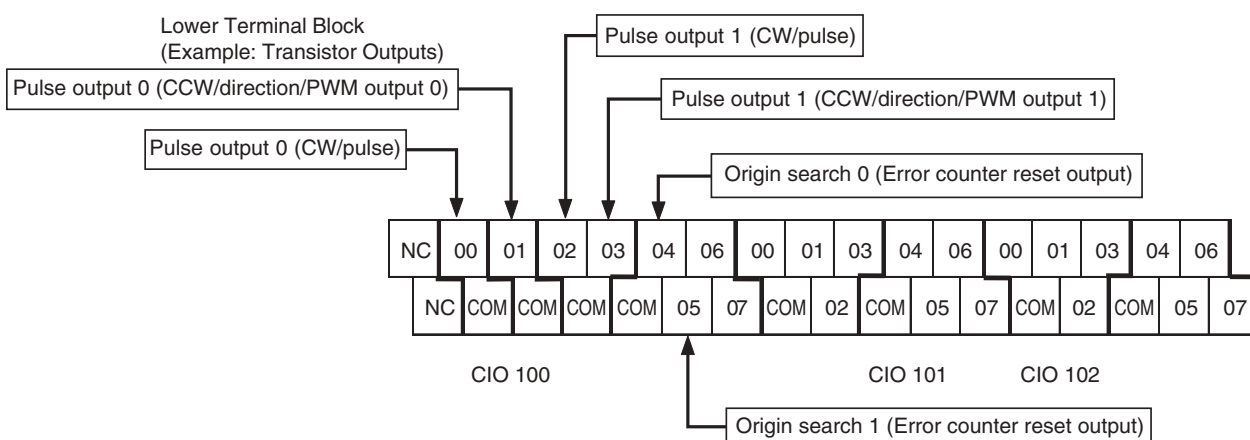 Lower Terminal Block
(Example: Transistor Outputs)
Pulse output 1 (CW/pulse)
Pulse output 0 (CCW/direction/PWM output 0)
Pulse output 1 (CCW/direction/PWM output 1)
Pulse output 0 (CW/pulse)
Origin search 0 (Error counter reset output)
NC 00 01 02 03 04 06 00 01 03 04 06 00 01 03 04 06
NC COM COM COM COM 05 07 COM 02 COM 05 07 COM 02 COM 05 07
CIO 100 CIO 101 CIO 102
Origin search 1 (Error counter reset output)